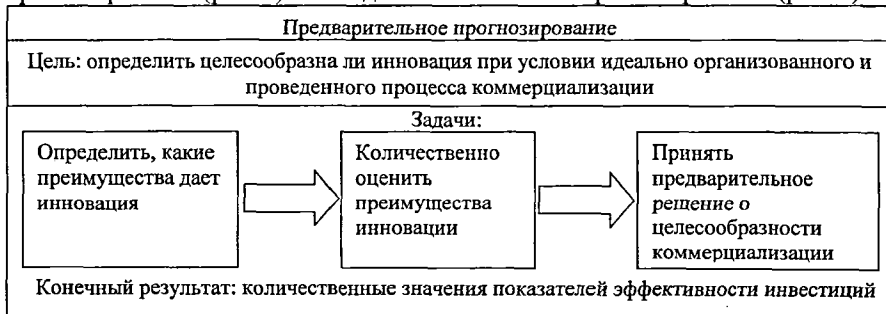 Предварительное прогнозирование
Цель: определить целесообразна ли инновация при условии идеально организованного и
проведенного процесса коммерциализации
Задачи:
Определить, какие
преимущества дает
инновация
Количественно
оценить
преимущества
инновации
Принять
предварительное
решение о
целесообразности
коммерциализации
Конечный результат: количественные значения показателей эффективности инвестиций